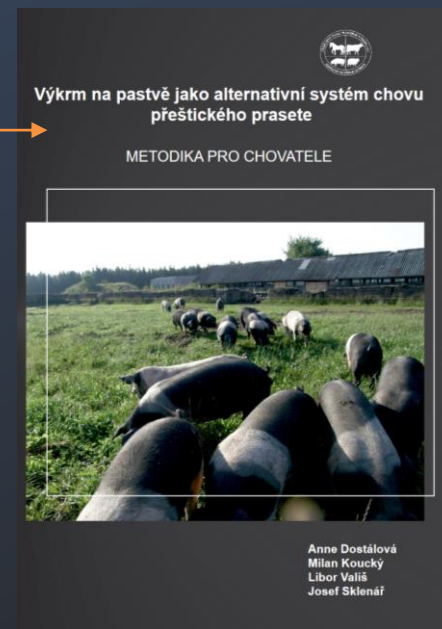 Výkrm na pastvě jako alternativní systém chovu
přeštického prasete
METODIKA PRO CHOVATELE
Anne Dostálová
Milan Koucký
Libor Vališ
Josef Sklenář